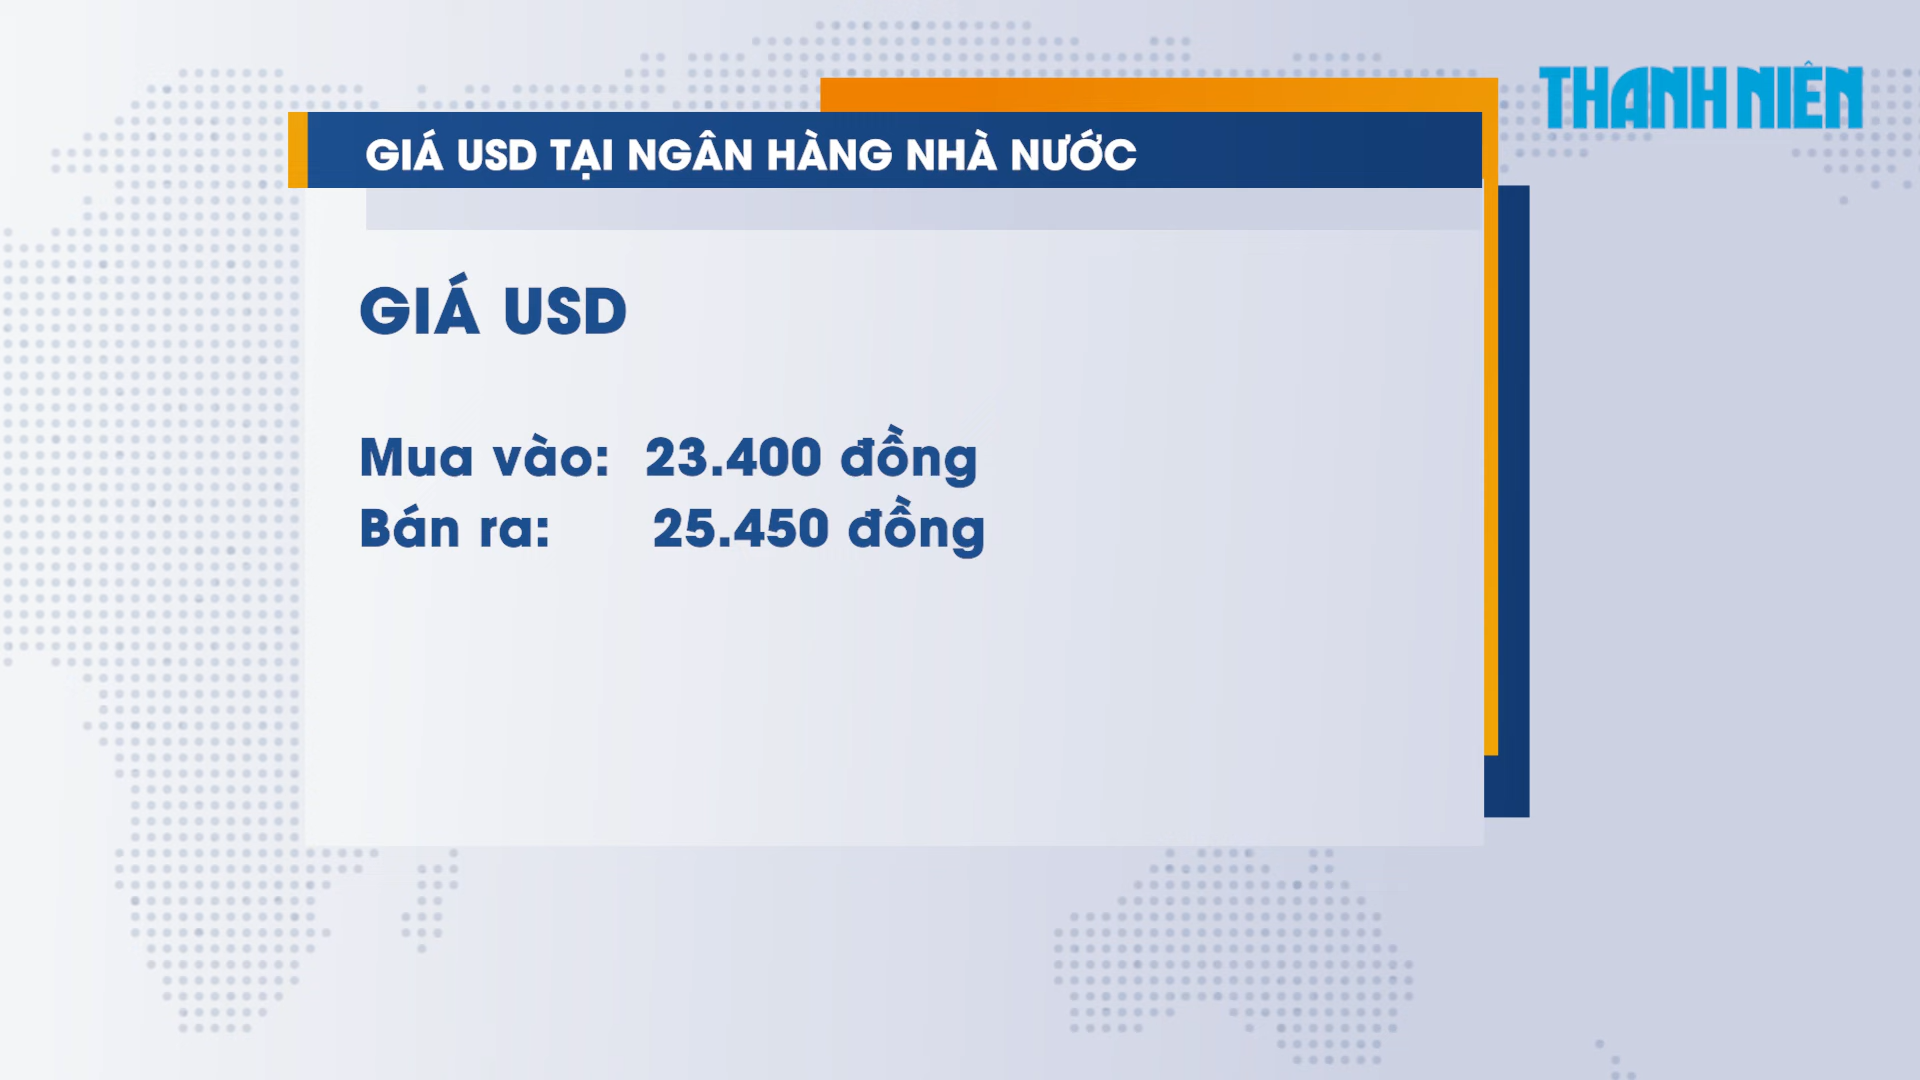 THANH NIÊN
GIÁ USD TẠI NGÂN HÀNG NHÀ NƯỚC
GIÁ USD
Mua vào: 23.400 đồng
Bán ra: 25.450 đồng